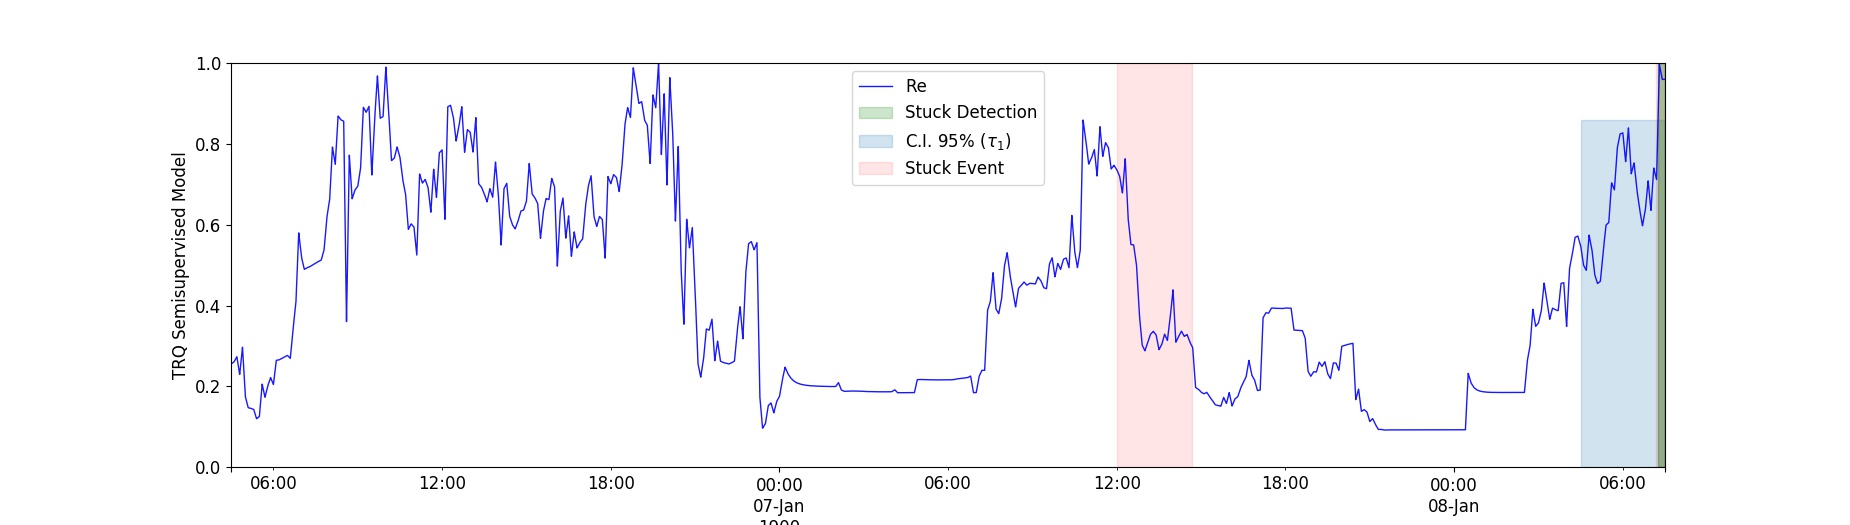 TRQ Semisupervised Model
1.0
0.8
0.6
0.4
0.2
0.0
Re
Stuck Detection
C.I. 95% (τ₁)
Stuck Event
06:00
12:00
18:00
00:00
07-Jan
1900
06:00
12:00
18:00
00:00
08-Jan
06:00